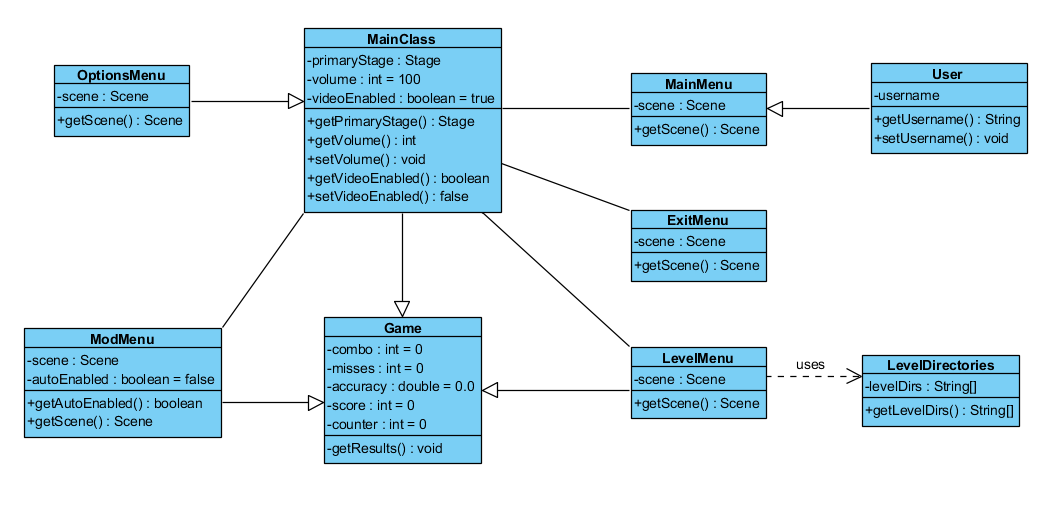 MainClass
-primaryStage : Stage
-volume : int = 100
-videoEnabled : boolean = true
+getPrimaryStage() : Stage
+getVolume() : int
+setVolume() : void
+getVideoEnabled() : boolean
+setVideoEnabled() : false
OptionsMenu
-scene : Scene
+getScene() : Scene
MainMenu
-scene : Scene
+getScene() : Scene
User
-username
+getUsername() : String
+setUsername() : void
ExitMenu
-scene : Scene
+getScene() : Scene
ModMenu
-scene : Scene
-autoEnabled : boolean = false
+getAutoEnabled() : boolean
+getScene() : Scene
Game
-combo : int = 0
-misses : int = 0
-accuracy : double = 0.0
-score : int = 0
-counter : int = 0
-getResults() : void
LevelMenu
-scene : Scene
+getScene() : Scene
uses
LevelDirectories
-levelDirs : String[]
+getLevelDirs() : String[]